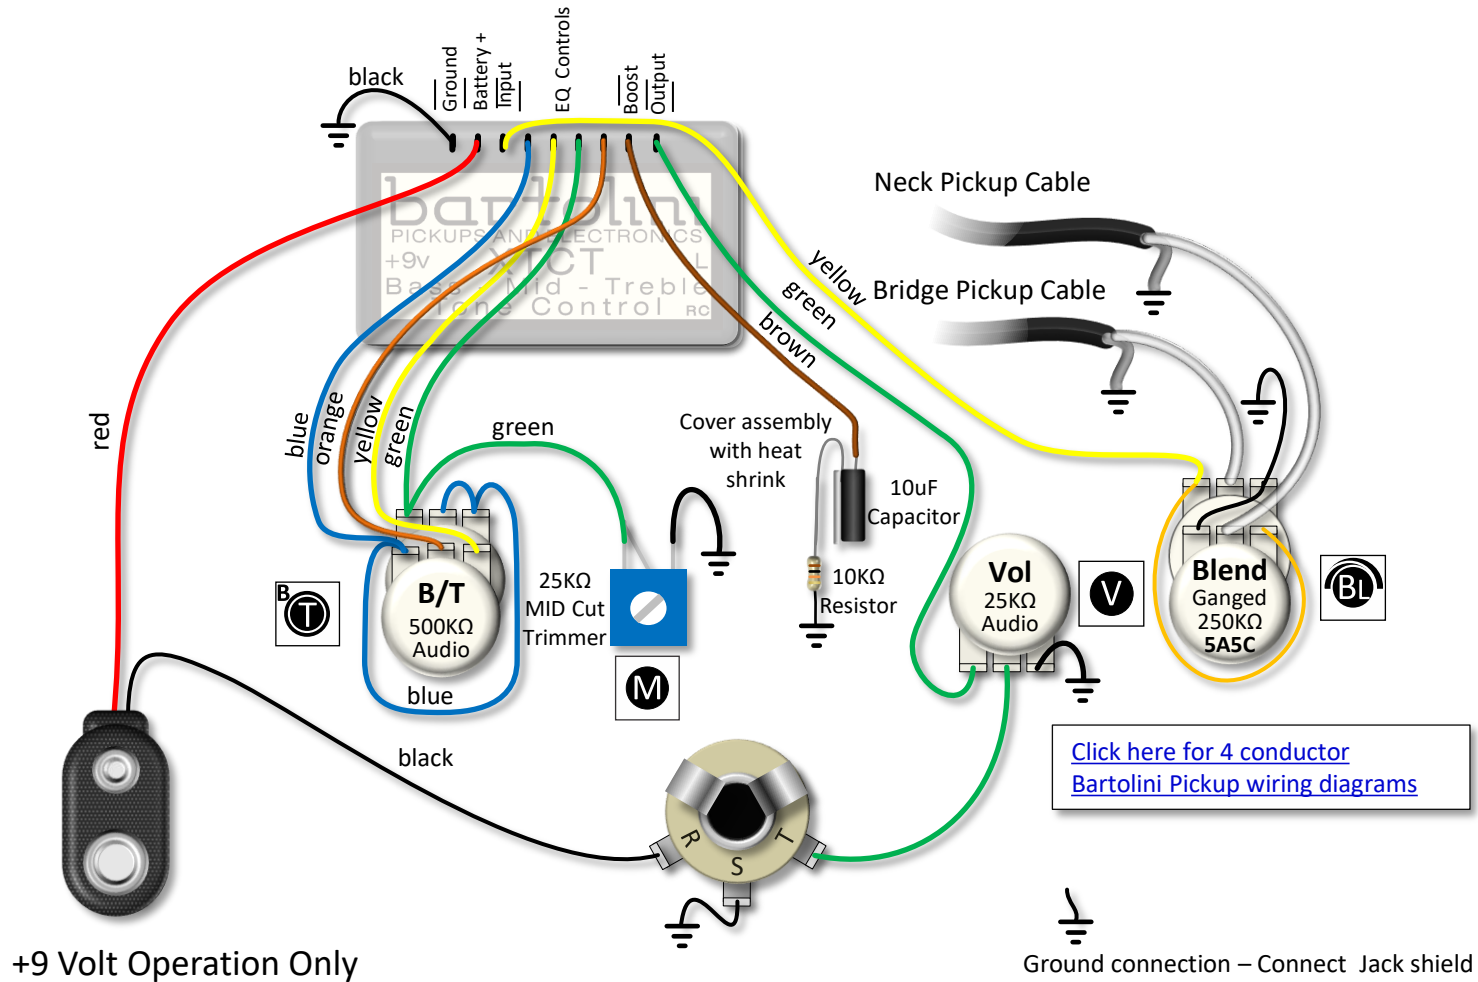 Ground
Battery +
Input
EQ Controls
Boost
Output
black
bartolini
PICKUPS AND ELECTRONICS
+9v XTCT L
Bass - Mid - Treble
Tone Control RC
Neck Pickup Cable
Bridge Pickup Cable
yellow
green
brown
red
blue
orange
yellow
green
green
Cover assembly
with heat
shrink
10uF
Capacitor
10KΩ
Resistor
B
T
B/T
500KΩ
Audio
blue
25KΩ
MID Cut
Trimmer
M
Vol
25KΩ
Audio
V
Blend
Ganged
250KΩ
5A5C
BL
black
R
S
T
Click here for 4 conductor
Bartolini Pickup wiring diagrams
+9 Volt Operation Only
Ground connection – Connect Jack shield